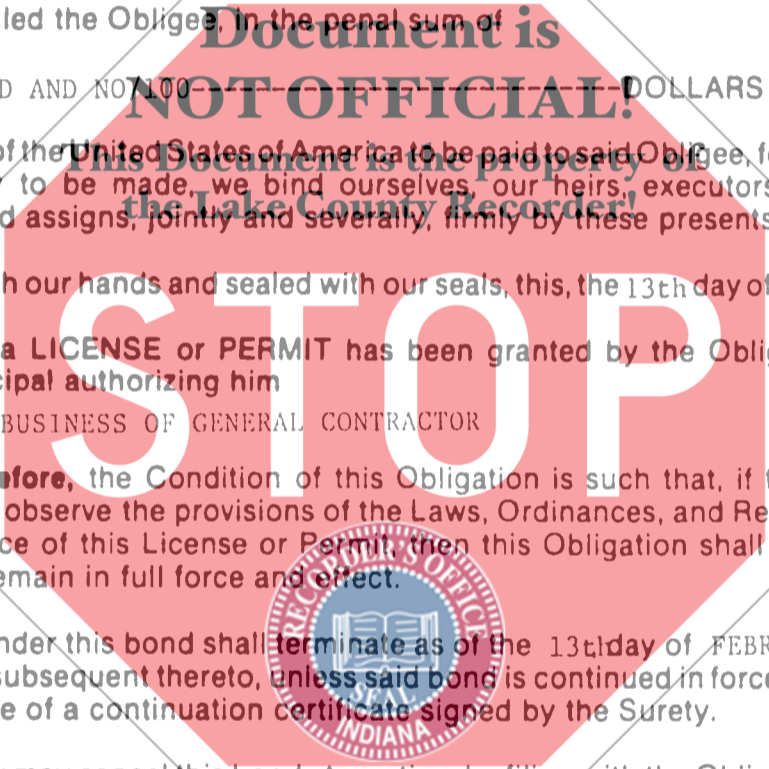 led the Obligee, in the penal sum of
Document is
D AND NO/100------------------------------DOLLARS
NOT OFFICIAL!
of the United States of America to be paid to said Obligee, f
This Document is the property of
to be made, we bind ourselves, our heirs, executors
the Lake County Recorder!
d assigns, jointly and severally, firmly by these presents
h our hands and sealed with our seals, this, the 13th day of
STOP
a LICENSE or PERMIT has been granted by the Oblig
cipal authorizing him
BUSINESS OF GENERAL CONTRACTOR
efore, the Condition of this Obligation is such that, if
observe the provisions of the Laws, Ordinances, and Re
ce of this License or Permit, then this Obligation shall
emain in full force and effect.
RECORDER'S OFFICE
SEAL
INDIANA
nder this bond shall terminate as of the 13th day of FEBR
subsequent thereto, unless said bond is continued in force
e of a continuation certificate signed by the Surety.